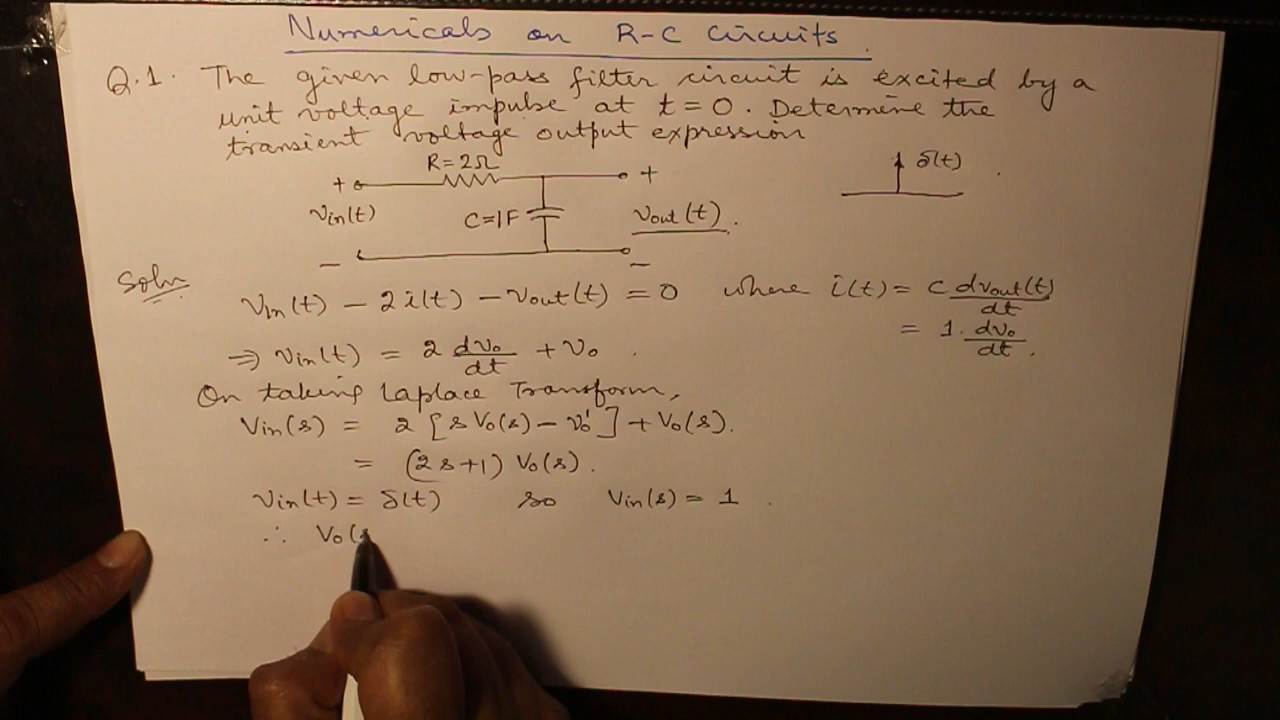 Numericals on R-C Circuits.
Q.1. The given low-pass filter circuit is excited by a
unit voltage impulse at t = 0. Determine the
transient voltage output expression
R=2Ω
δ(t)
+ +
Vin(t) C=1F Vout(t).
− −
Soln
Vin(t) − 2i(t) − Vout(t) = 0 where i(t) = C dvout(t)/dt
= 1. dvo/dt.
⇒ Vin(t) = 2 dvo/dt + vo.
On taking Laplace Transform,
Vin(s) = 2 [s Vo(s) − vo'] + Vo(s).
= (2s+1) Vo(s).
Vin(t) = δ(t) so Vin(s) = 1.
∴ Vo(s